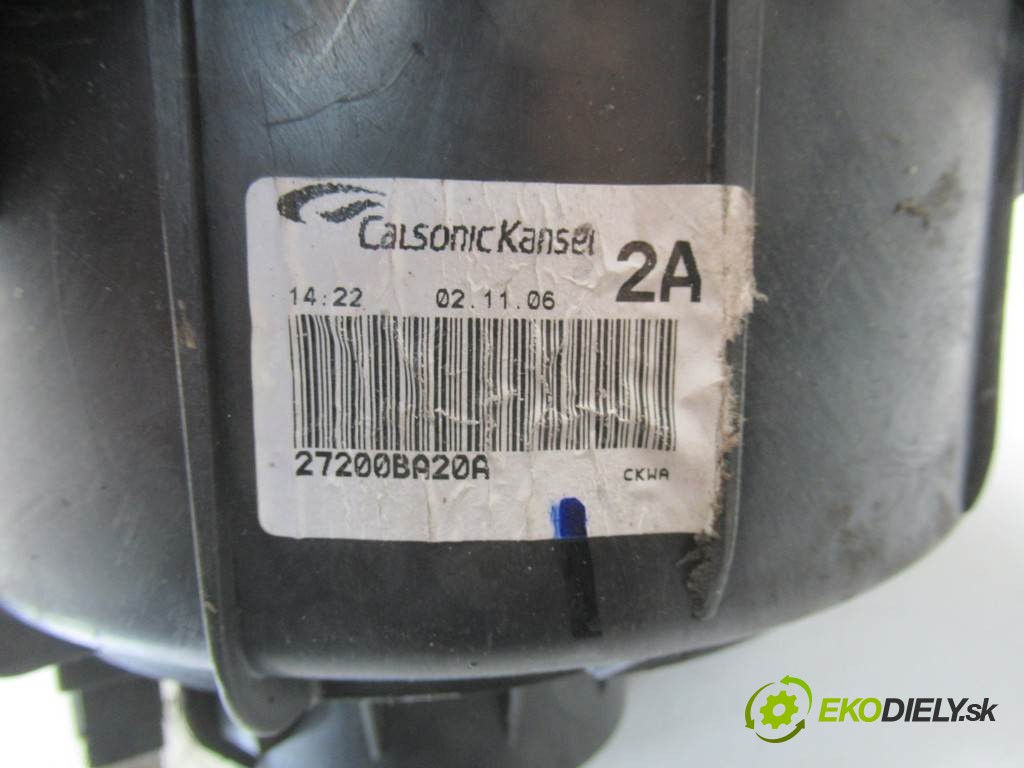 CalsonicKansei
2A
14:22 02.11.06
27200BA20A
CKWA
EKODIELY.sk